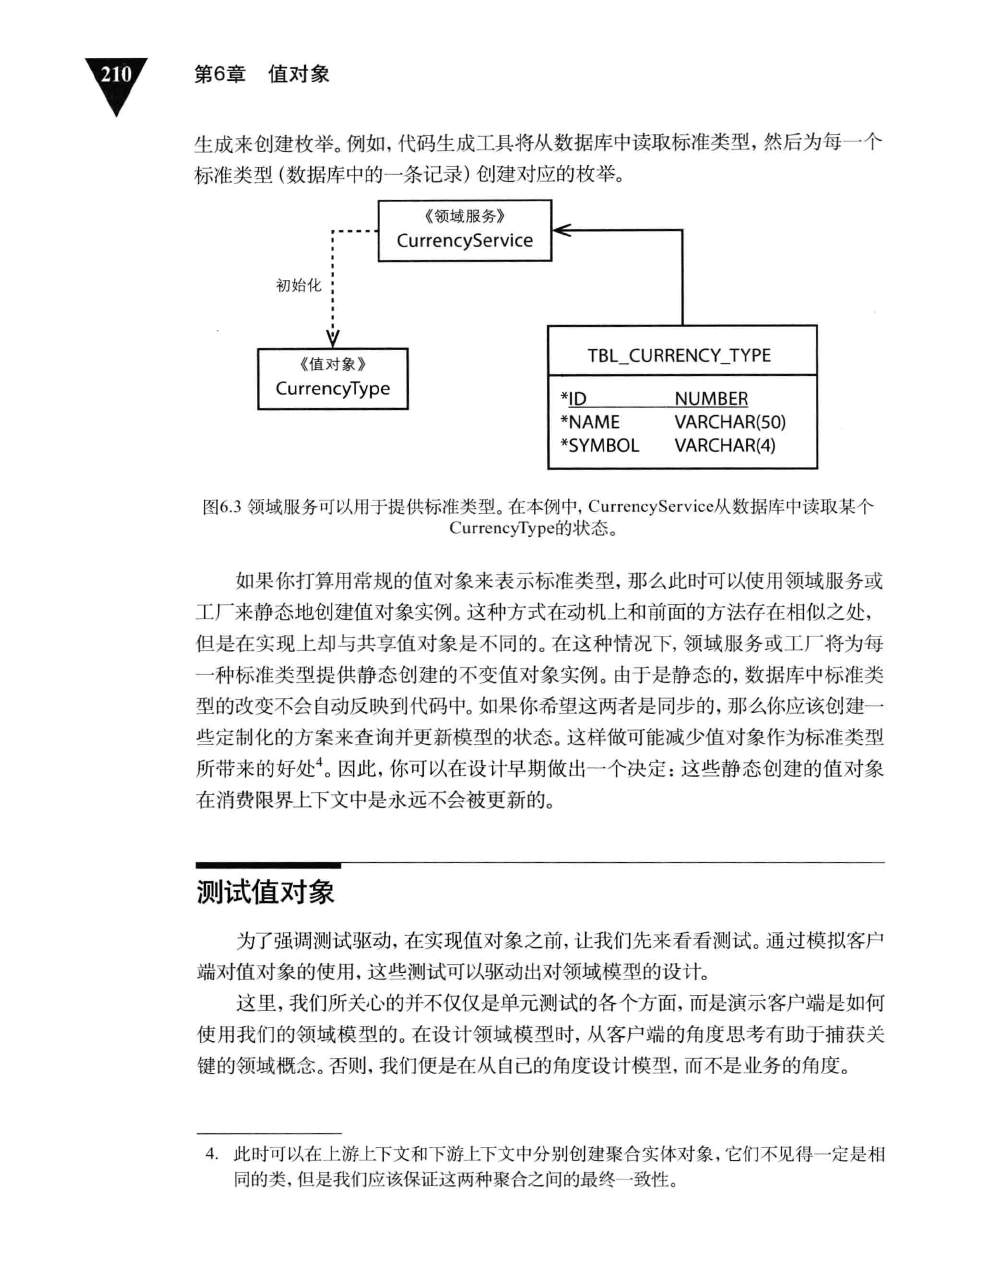 210
第6章 值对象
生成来创建枚举。例如, 代码生成工具将从数据库中读取标准类型, 然后为每一个
标准类型 (数据库中的一条记录) 创建对应的枚举。
《领域服务》
CurrencyService
初始化
《值对象》
CurrencyType
TBL_CURRENCY_TYPE
*ID NUMBER
*NAME VARCHAR(50)
*SYMBOL VARCHAR(4)
图6.3 领域服务可以用于提供标准类型。在本例中, CurrencyService从数据库中读取某个
CurrencyType的状态。
如果你打算用常规的值对象来表示标准类型, 那么此时可以使用领域服务或
工厂来静态地创建值对象实例。这种方式在动机上和前面的方法存在相似之处,
但是在实现上却与共享值对象是不同的。在这种情况下, 领域服务或工厂将为每
一种标准类型提供静态创建的不变值对象实例。由于是静态的, 数据库中标准类
型的改变不会自动反映到代码中。如果你希望这两者是同步的, 那么你应该创建一
些定制化的方案来查询并更新模型的状态。这样做可能减少值对象作为标准类型
所带来的好处4。因此, 你可以在设计早期做出一个决定: 这些静态创建的值对象
在消费限界上下文中是永远不会被更新的。
测试值对象
为了强调测试驱动, 在实现值对象之前, 让我们先来看看测试。通过模拟客户
端对值对象的使用, 这些测试可以驱动出对领域模型的设计。
这里, 我们所关心的并不仅仅是单元测试的各个方面, 而是演示客户端是如何
使用我们的领域模型的。在设计领域模型时, 从客户端的角度思考有助于捕获关
键的领域概念。否则, 我们便是在从自己的角度设计模型, 而不是业务的角度。
4. 此时可以在上游上下文和下游上下文中分别创建聚合实体对象, 它们不见得一定是相
同的类, 但是我们应该保证这两种聚合之间的最终一致性。